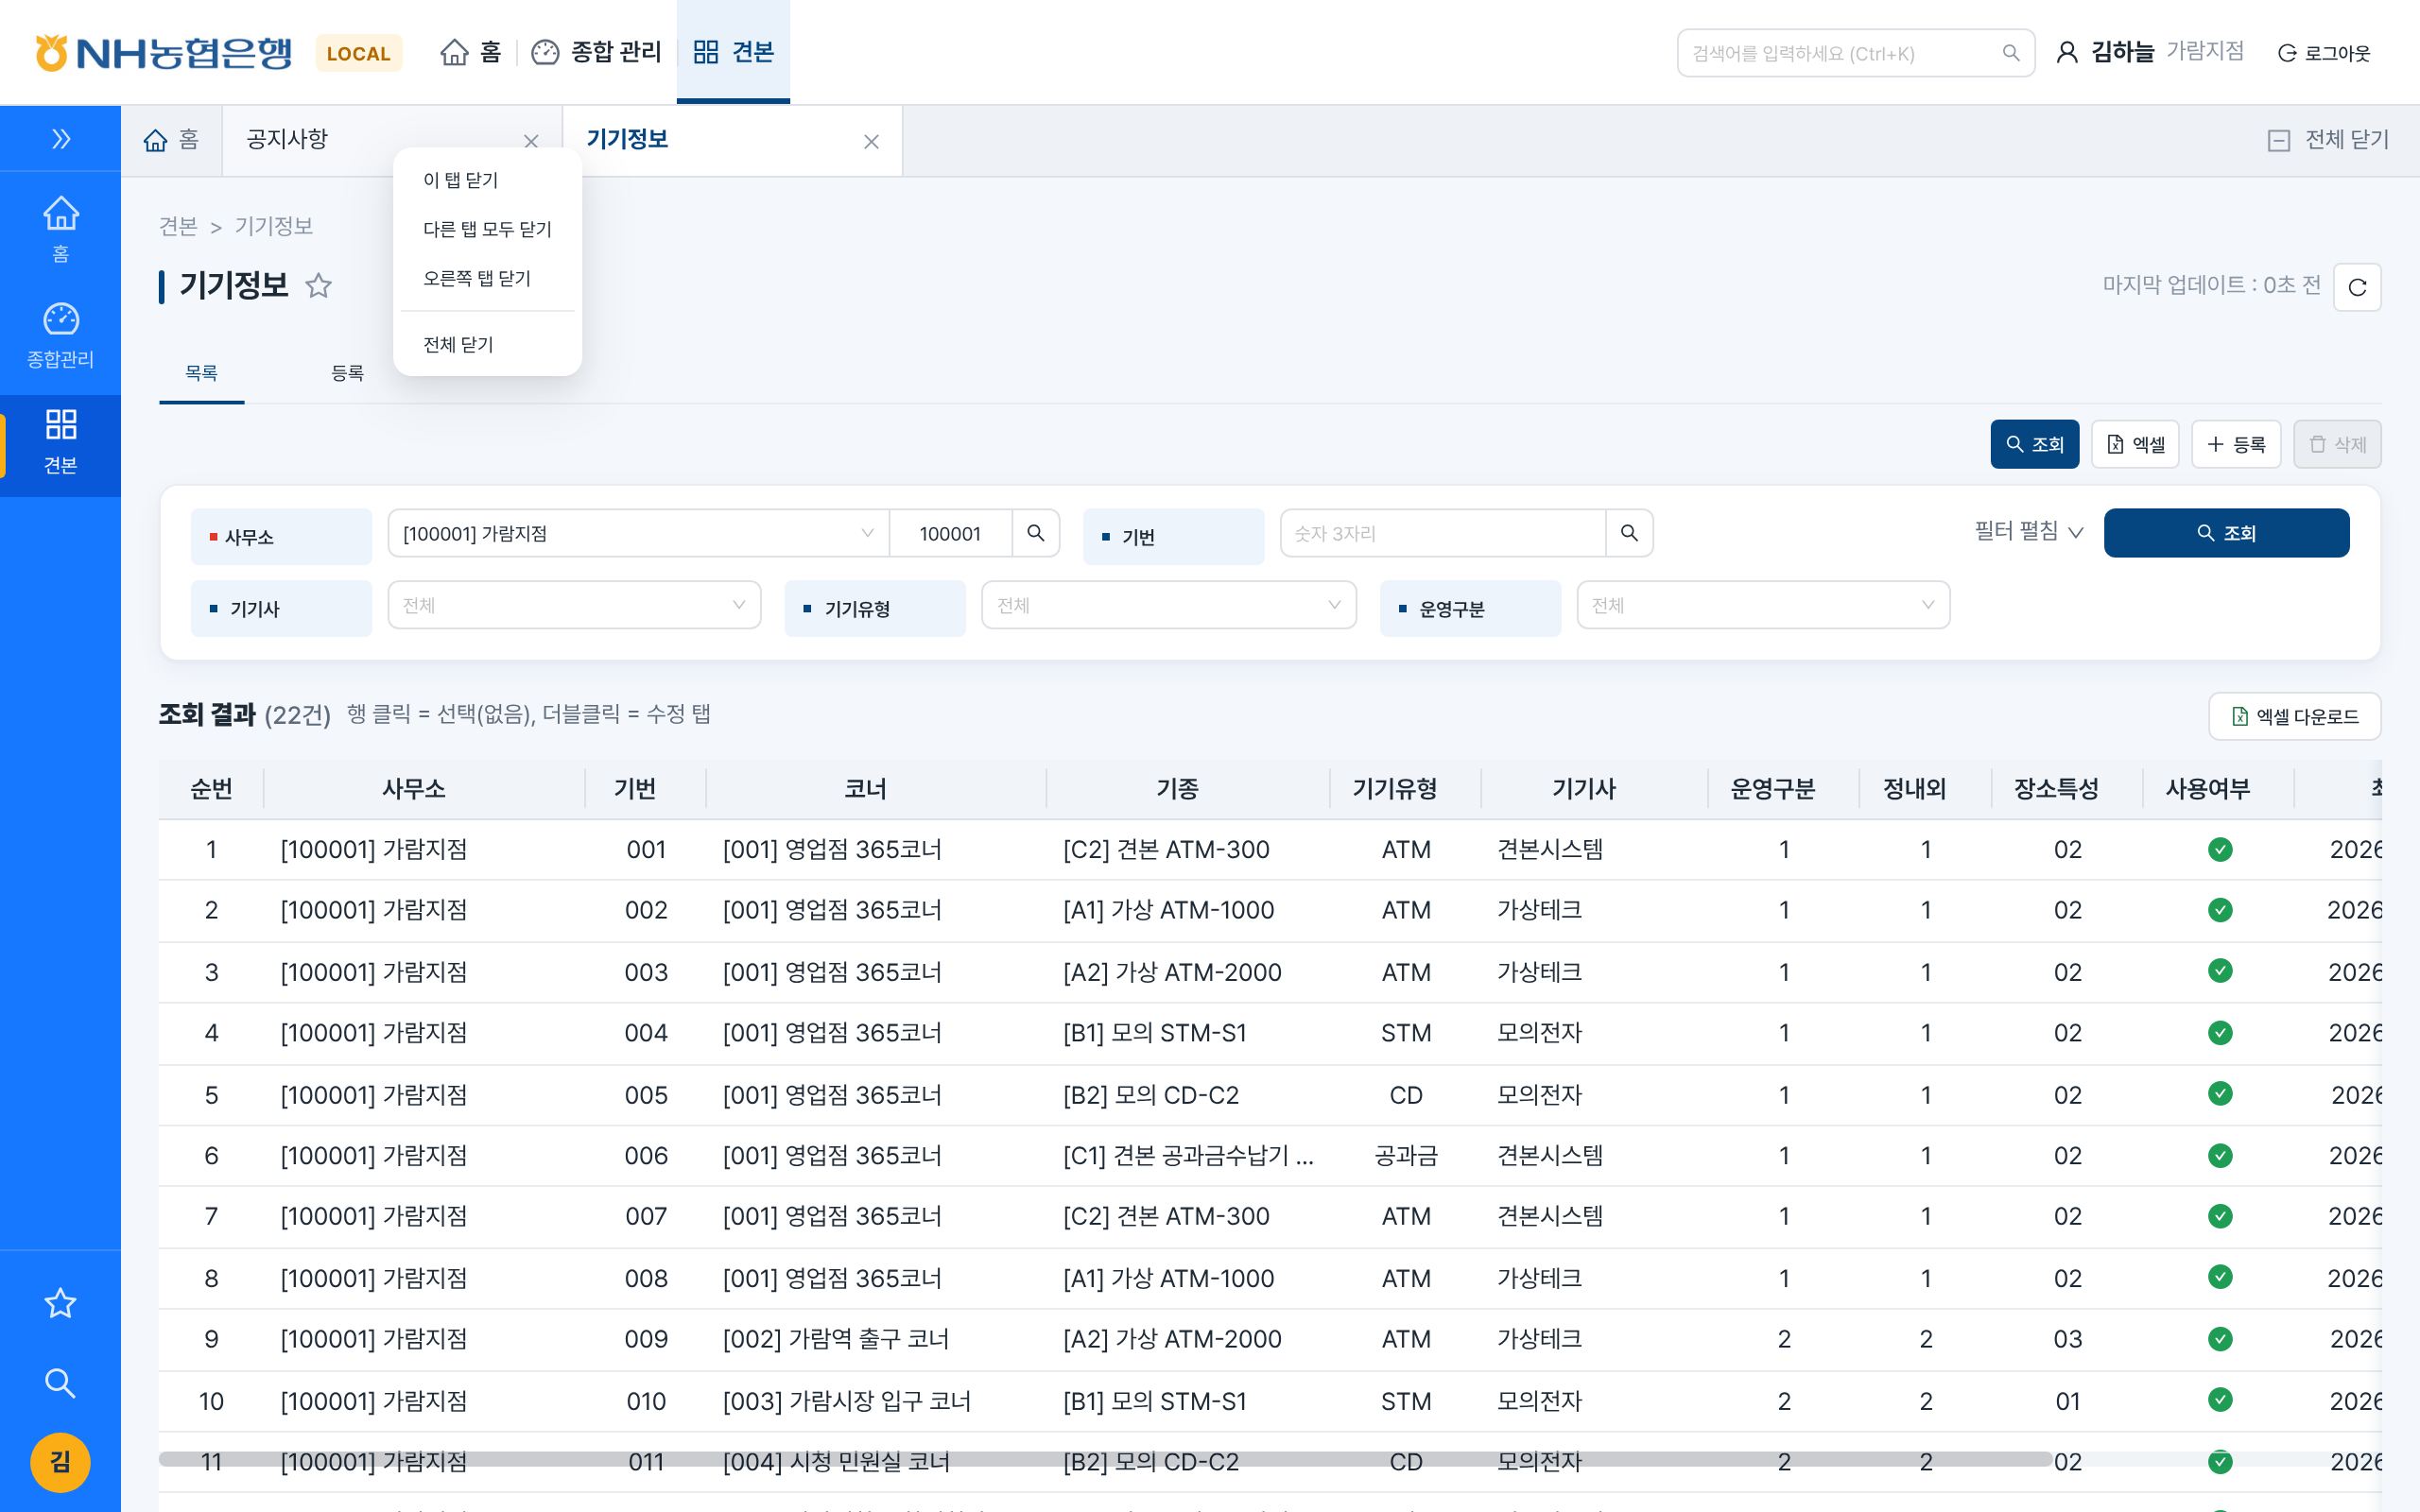 NH농협은행 LOCAL 홈 종합 관리 견본 검색어를 입력하세요 (Ctrl+K) 김하늘 가람지점 로그아웃
홈 공지사항 기기정보 전체 닫기
이 탭 닫기
다른 탭 모두 닫기
오른쪽 탭 닫기
전체 닫기
홈
종합관리
견본
김
견본 > 기기정보
기기정보 마지막 업데이트 : 0초 전
목록 등록
조회 엑셀 등록 삭제
사무소 [100001] 가람지점 100001 기번 숫자 3자리 필터 펼침 조회
기기사 전체 기기유형 전체 운영구분 전체
조회 결과 (22건) 행 클릭 = 선택(없음), 더블클릭 = 수정 탭 엑셀 다운로드
순번 사무소 기번 코너 기종 기기유형 기기사 운영구분 정내외 장소특성 사용여부
1 [100001] 가람지점 001 [001] 영업점 365코너 [C2] 견본 ATM-300 ATM 견본시스템 1 1 02 2026
2 [100001] 가람지점 002 [001] 영업점 365코너 [A1] 가상 ATM-1000 ATM 가상테크 1 1 02 2026
3 [100001] 가람지점 003 [001] 영업점 365코너 [A2] 가상 ATM-2000 ATM 가상테크 1 1 02 2026
4 [100001] 가람지점 004 [001] 영업점 365코너 [B1] 모의 STM-S1 STM 모의전자 1 1 02 2026
5 [100001] 가람지점 005 [001] 영업점 365코너 [B2] 모의 CD-C2 CD 모의전자 1 1 02 2026
6 [100001] 가람지점 006 [001] 영업점 365코너 [C1] 견본 공과금수납기 ... 공과금 견본시스템 1 1 02 2026
7 [100001] 가람지점 007 [001] 영업점 365코너 [C2] 견본 ATM-300 ATM 견본시스템 1 1 02 2026
8 [100001] 가람지점 008 [001] 영업점 365코너 [A1] 가상 ATM-1000 ATM 가상테크 1 1 02 2026
9 [100001] 가람지점 009 [002] 가람역 출구 코너 [A2] 가상 ATM-2000 ATM 가상테크 2 2 03 2026
10 [100001] 가람지점 010 [003] 가람시장 입구 코너 [B1] 모의 STM-S1 STM 모의전자 2 2 01 2026
11 [100001] 가람지점 011 [004] 시청 민원실 코너 [B2] 모의 CD-C2 CD 모의전자 2 2 02 2026